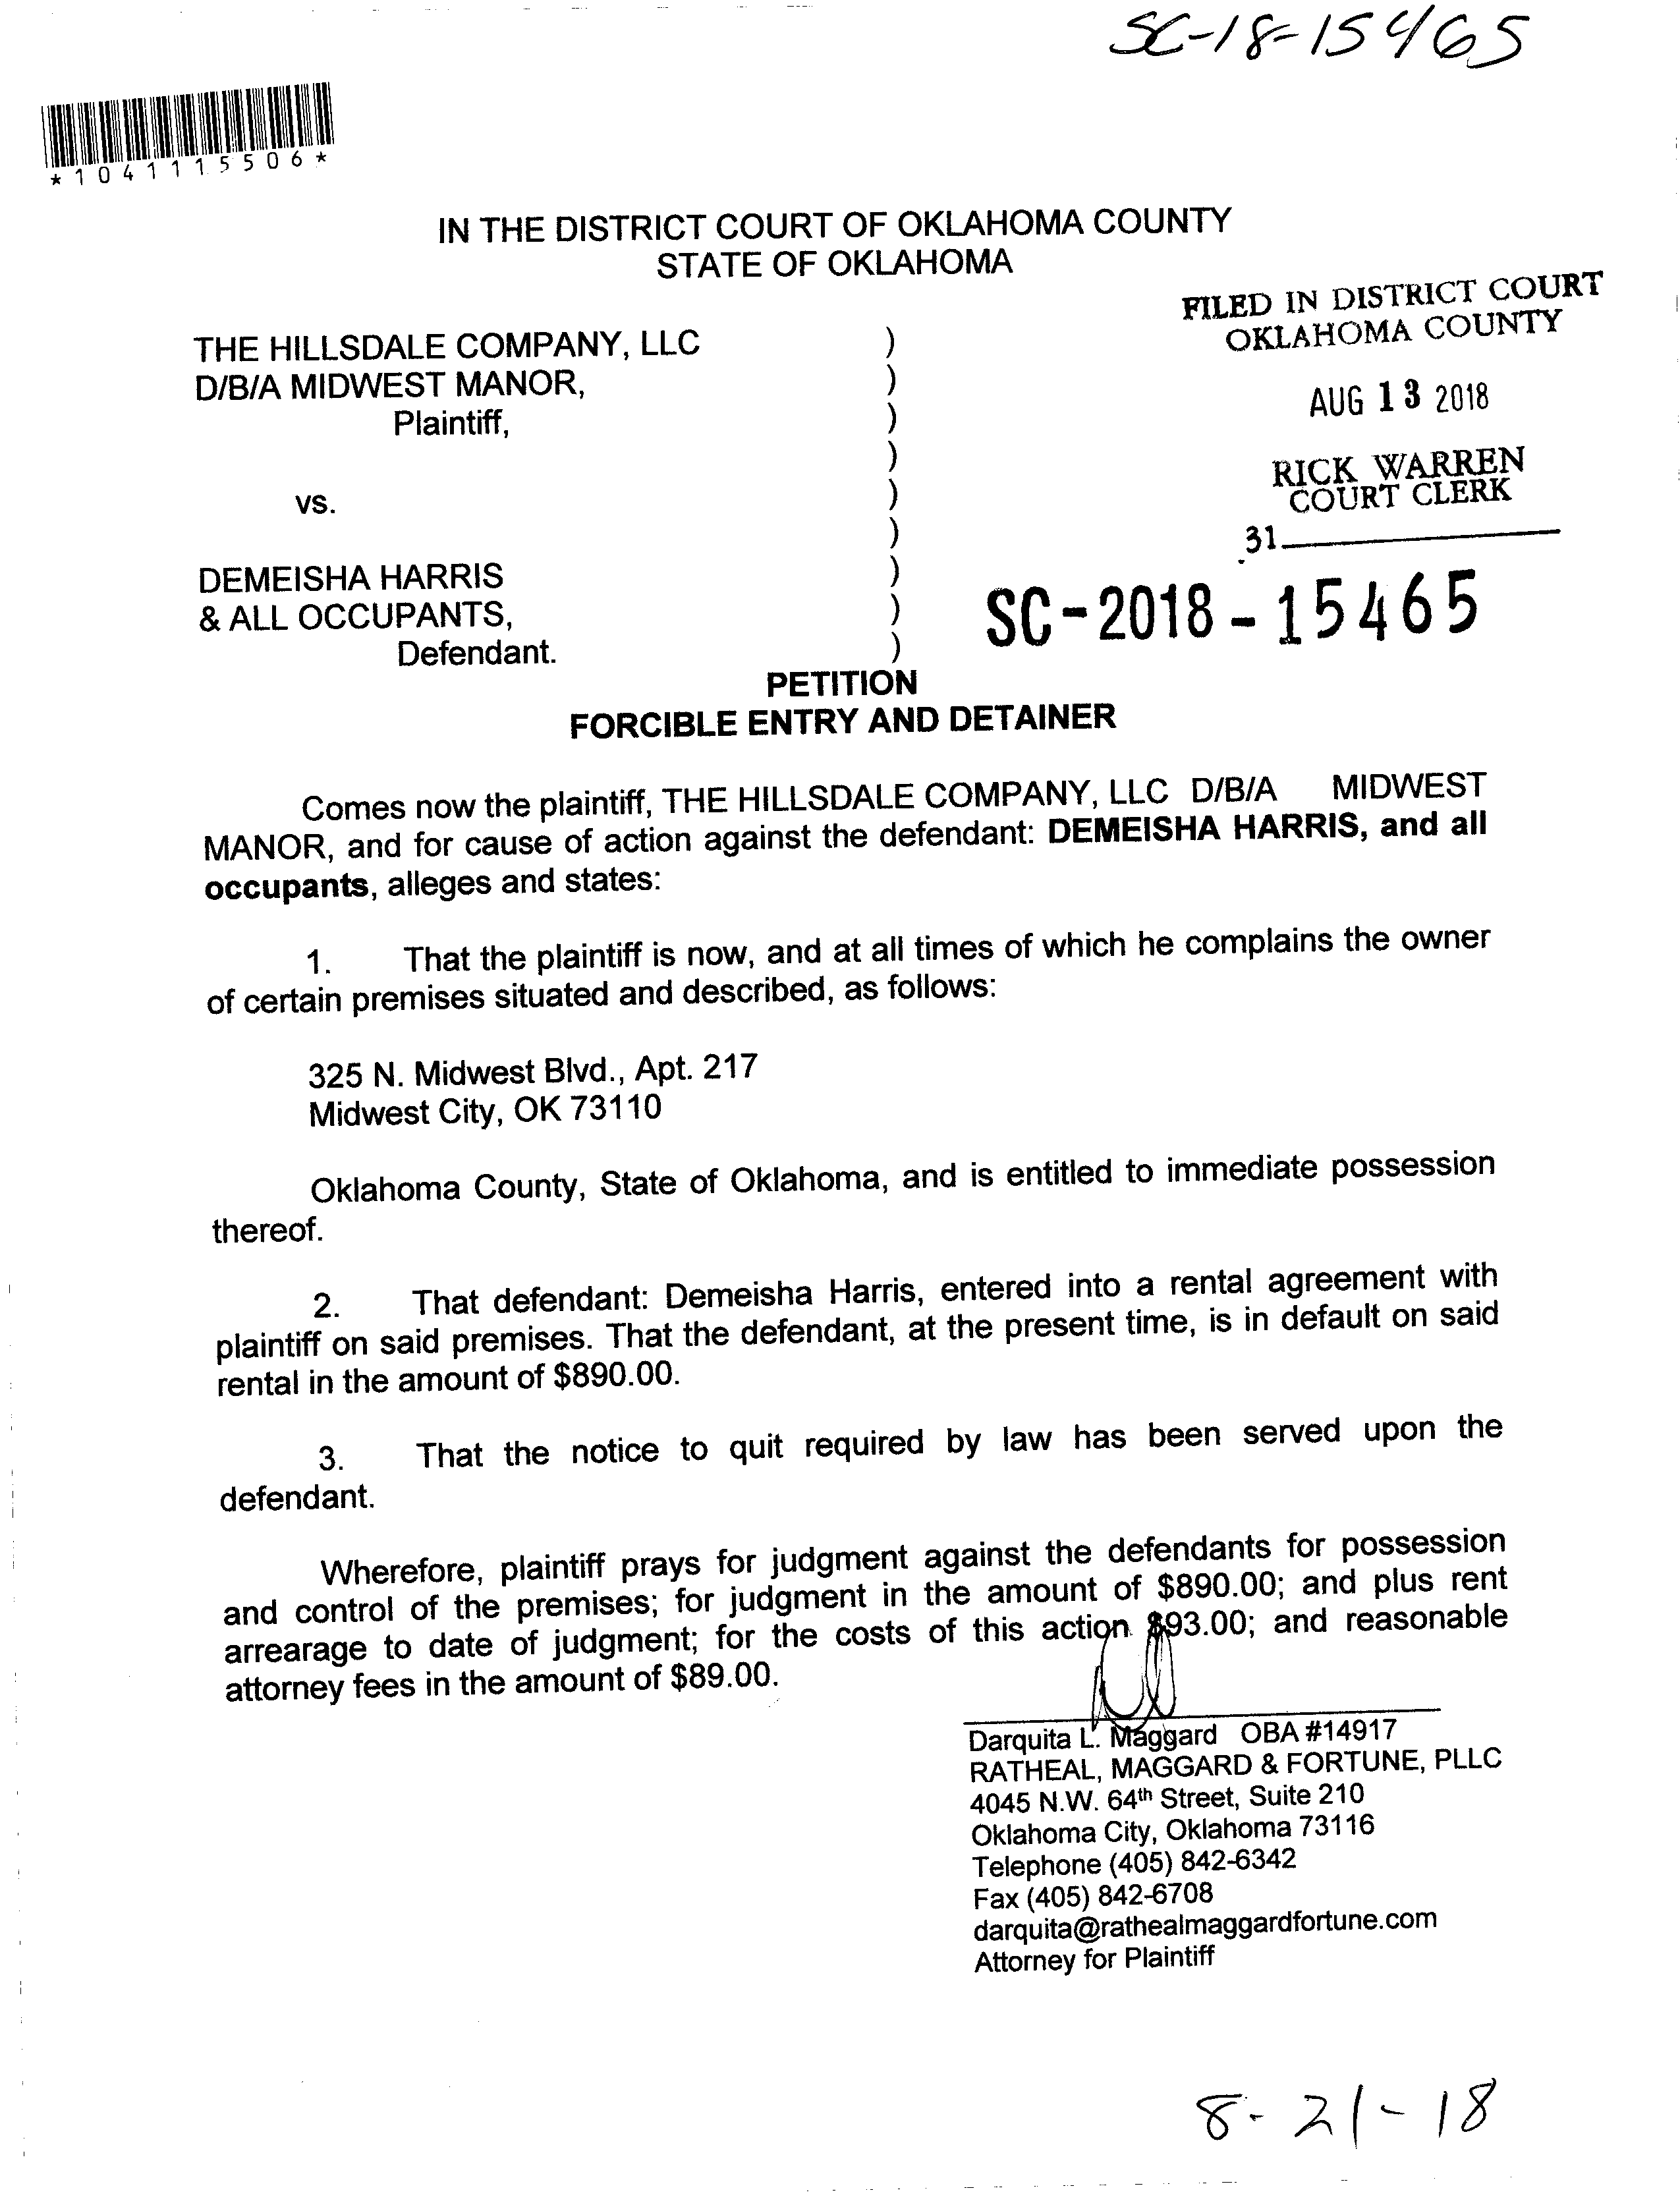 SC-18-15465
*1041115506*
IN THE DISTRICT COURT OF OKLAHOMA COUNTY
STATE OF OKLAHOMA
FILED IN DISTRICT COURT
OKLAHOMA COUNTY
AUG 13 2018
RICK WARREN
COURT CLERK
31
THE HILLSDALE COMPANY, LLC )
D/B/A MIDWEST MANOR, )
Plaintiff, )
)
vs. )
)
DEMEISHA HARRIS )
& ALL OCCUPANTS, )
Defendant. )
SC-2018-15465
PETITION
FORCIBLE ENTRY AND DETAINER
Comes now the plaintiff, THE HILLSDALE COMPANY, LLC D/B/A MIDWEST
MANOR, and for cause of action against the defendant: DEMEISHA HARRIS, and all
occupants, alleges and states:
1. That the plaintiff is now, and at all times of which he complains the owner
of certain premises situated and described, as follows:
325 N. Midwest Blvd., Apt. 217
Midwest City, OK 73110
Oklahoma County, State of Oklahoma, and is entitled to immediate possession
thereof.
2. That defendant: Demeisha Harris, entered into a rental agreement with
plaintiff on said premises. That the defendant, at the present time, is in default on said
rental in the amount of $890.00.
3. That the notice to quit required by law has been served upon the
defendant.
Wherefore, plaintiff prays for judgment against the defendants for possession
and control of the premises; for judgment in the amount of $890.00; and plus rent
arrearage to date of judgment; for the costs of this action $93.00; and reasonable
attorney fees in the amount of $89.00.
Darquita L. Maggard OBA #14917
RATHEAL, MAGGARD & FORTUNE, PLLC
4045 N.W. 64th Street, Suite 210
Oklahoma City, Oklahoma 73116
Telephone (405) 842-6342
Fax (405) 842-6708
darquita@rathealmaggardfortune.com
Attorney for Plaintiff
8-21-18